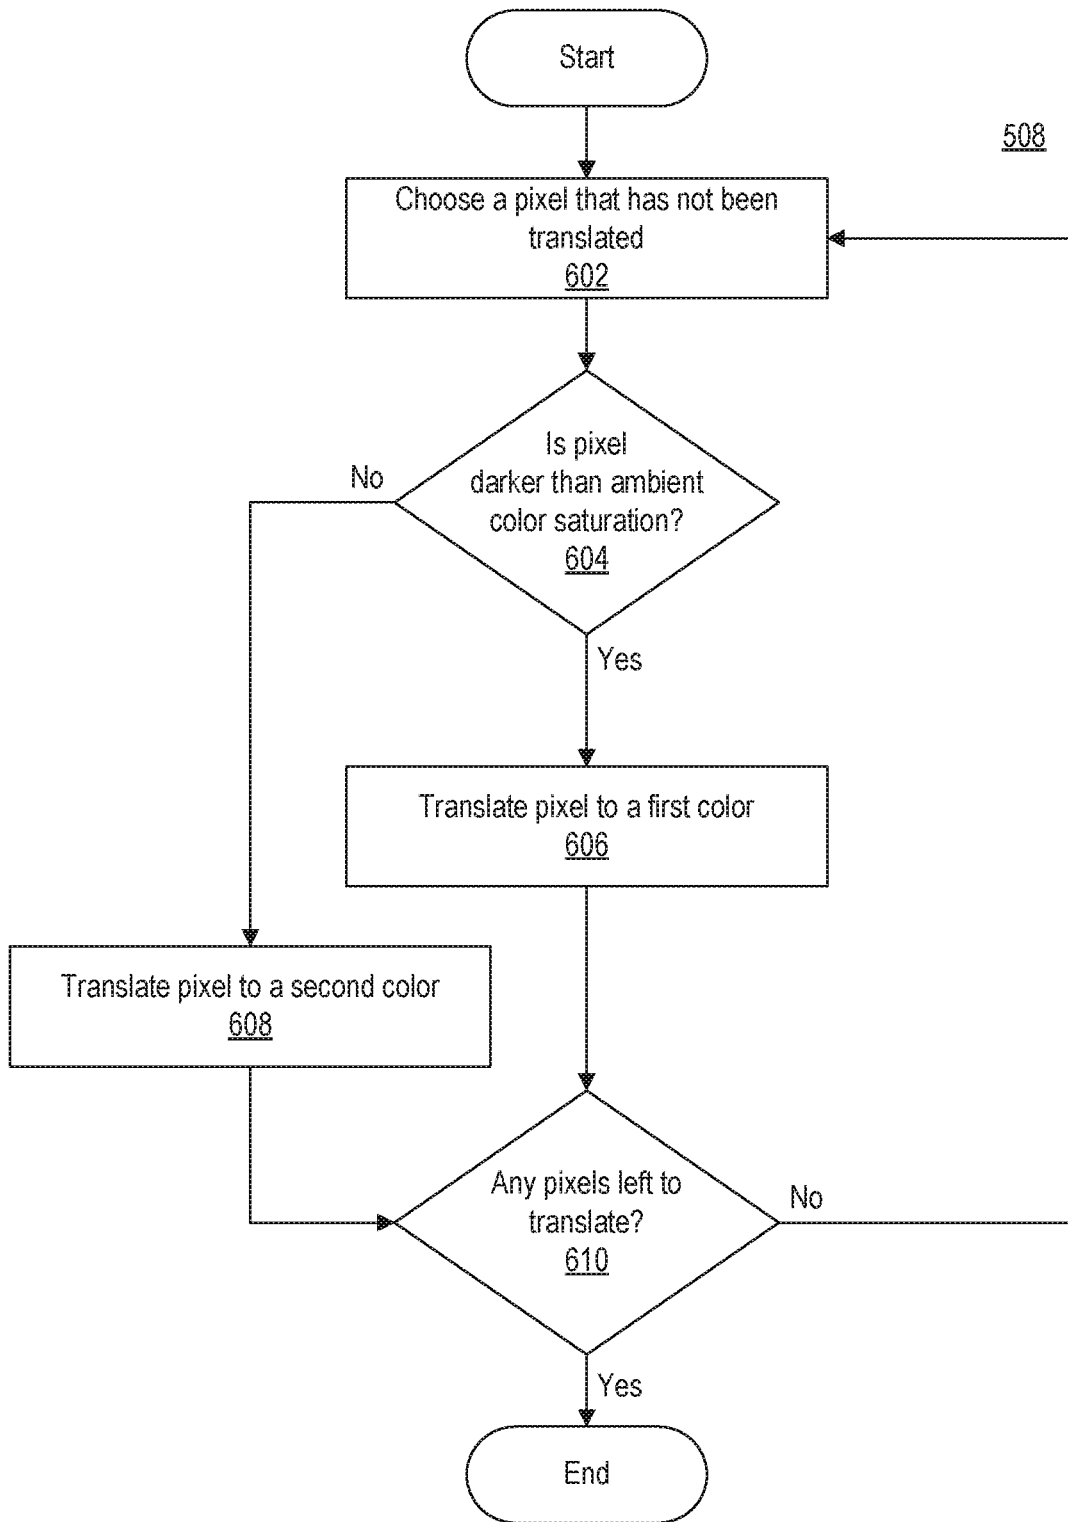 Start
508
Choose a pixel that has not been
translated
602
Is pixel
darker than ambient
color saturation?
604
No
Yes
Translate pixel to a first color
606
Translate pixel to a second color
608
Any pixels left to
translate?
610
No
Yes
End